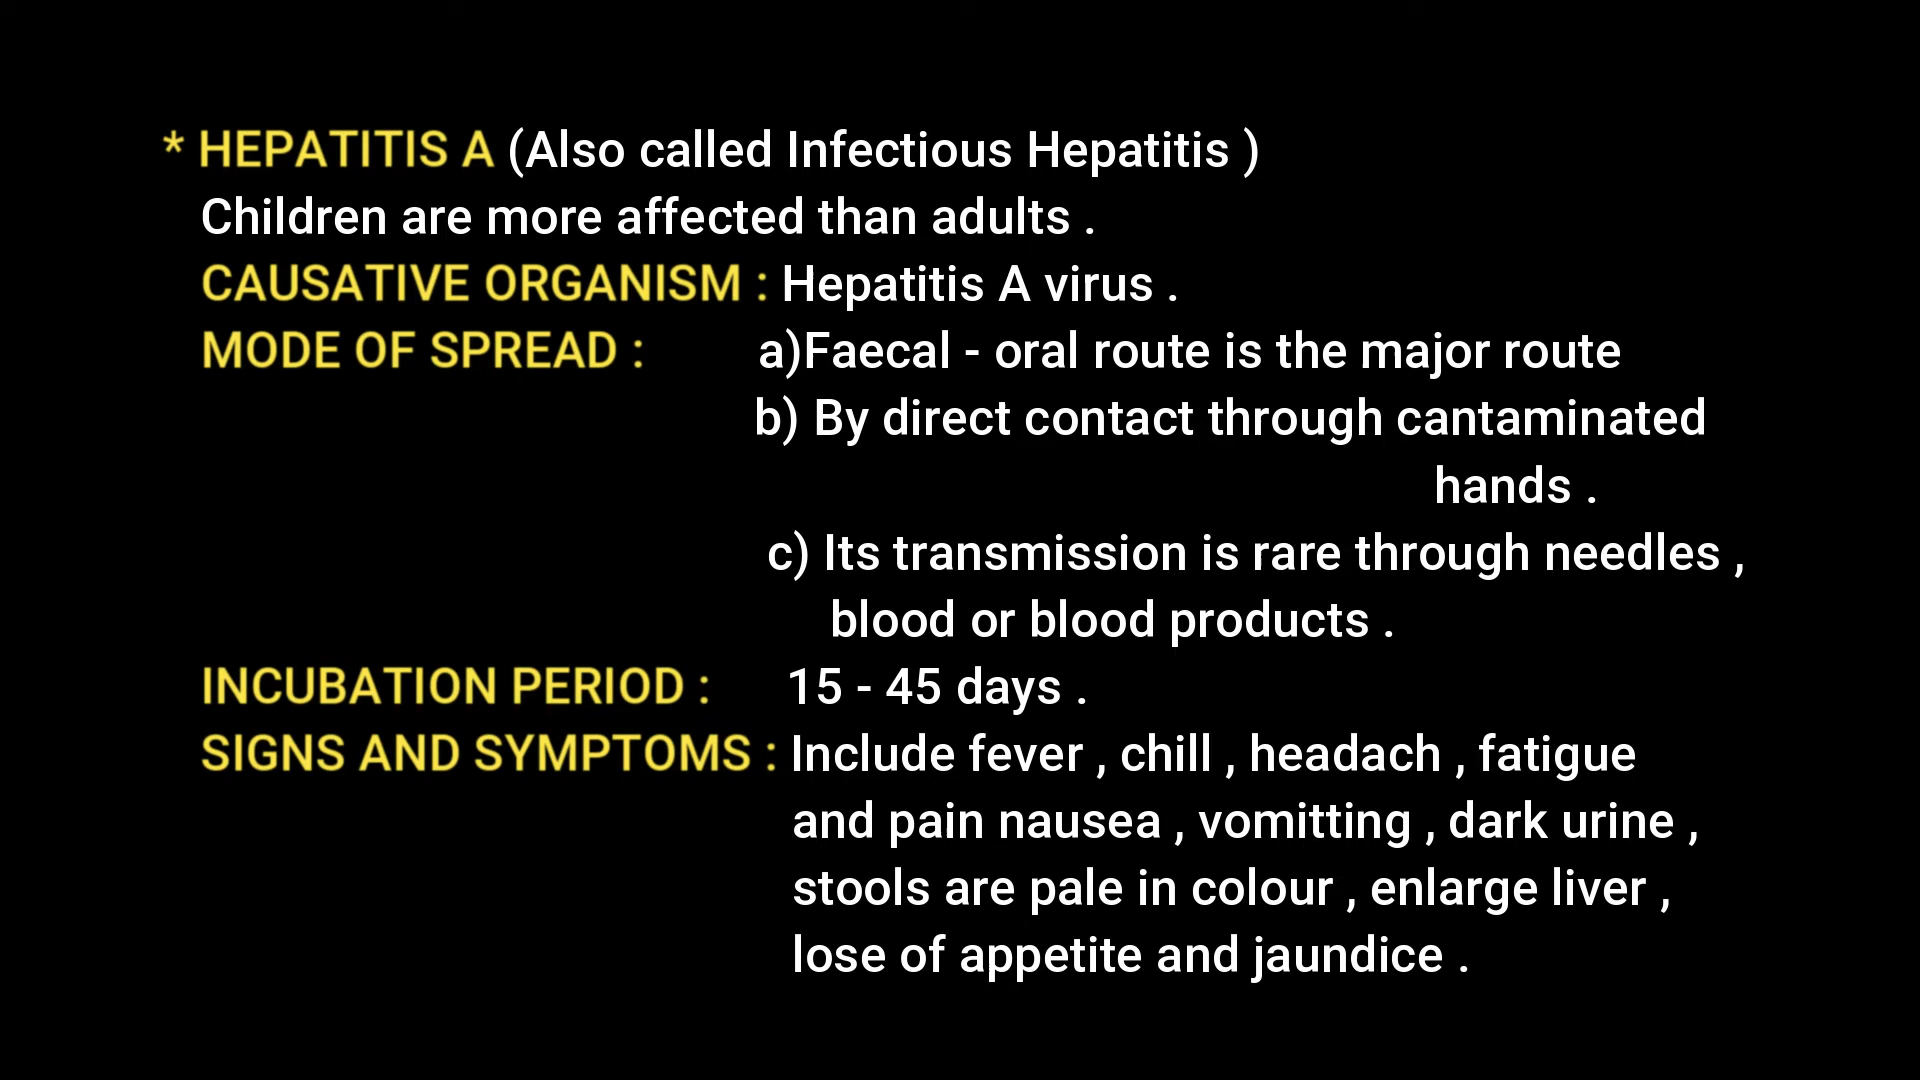 * HEPATITIS A (Also called Infectious Hepatitis )
Children are more affected than adults .
CAUSATIVE ORGANISM : Hepatitis A virus .
MODE OF SPREAD : a)Faecal - oral route is the major route
b) By direct contact through cantaminated
hands .
c) Its transmission is rare through needles ,
blood or blood products .
INCUBATION PERIOD : 15 - 45 days .
SIGNS AND SYMPTOMS : Include fever , chill , headach , fatigue
and pain nausea , vomitting , dark urine ,
stools are pale in colour , enlarge liver ,
lose of appetite and jaundice .